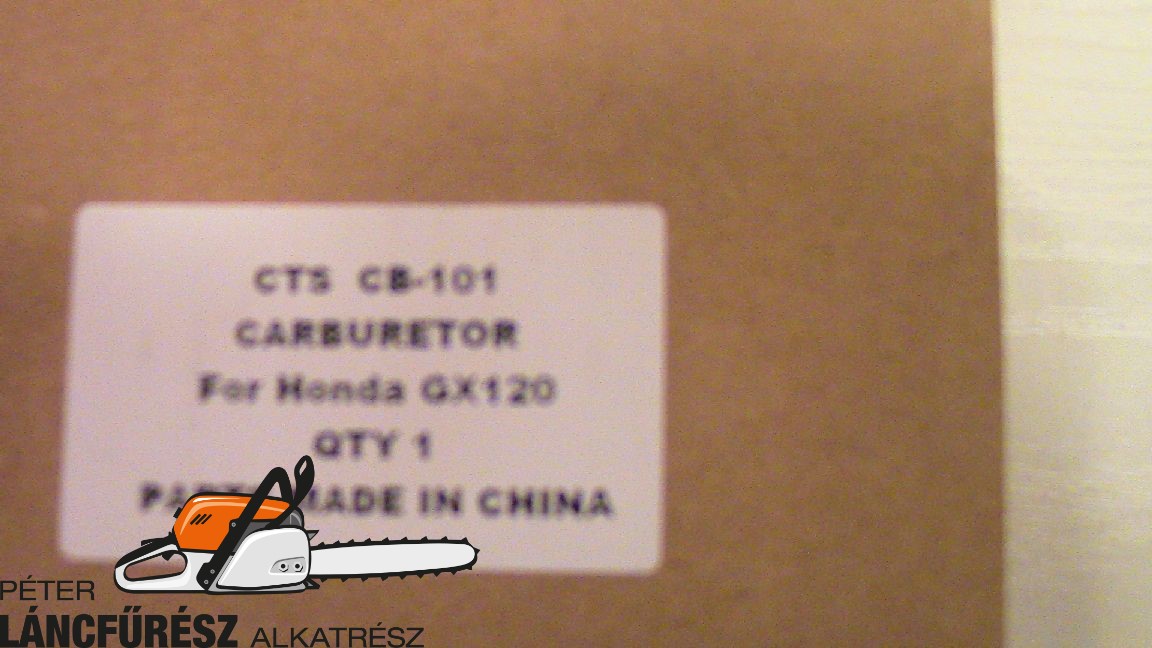 CTS CB-101
CARBURETOR
For Honda GX120
QTY 1
MADE IN CHINA
PÉTER
LÁNCFŰRÉSZ ALKATRÉSZ